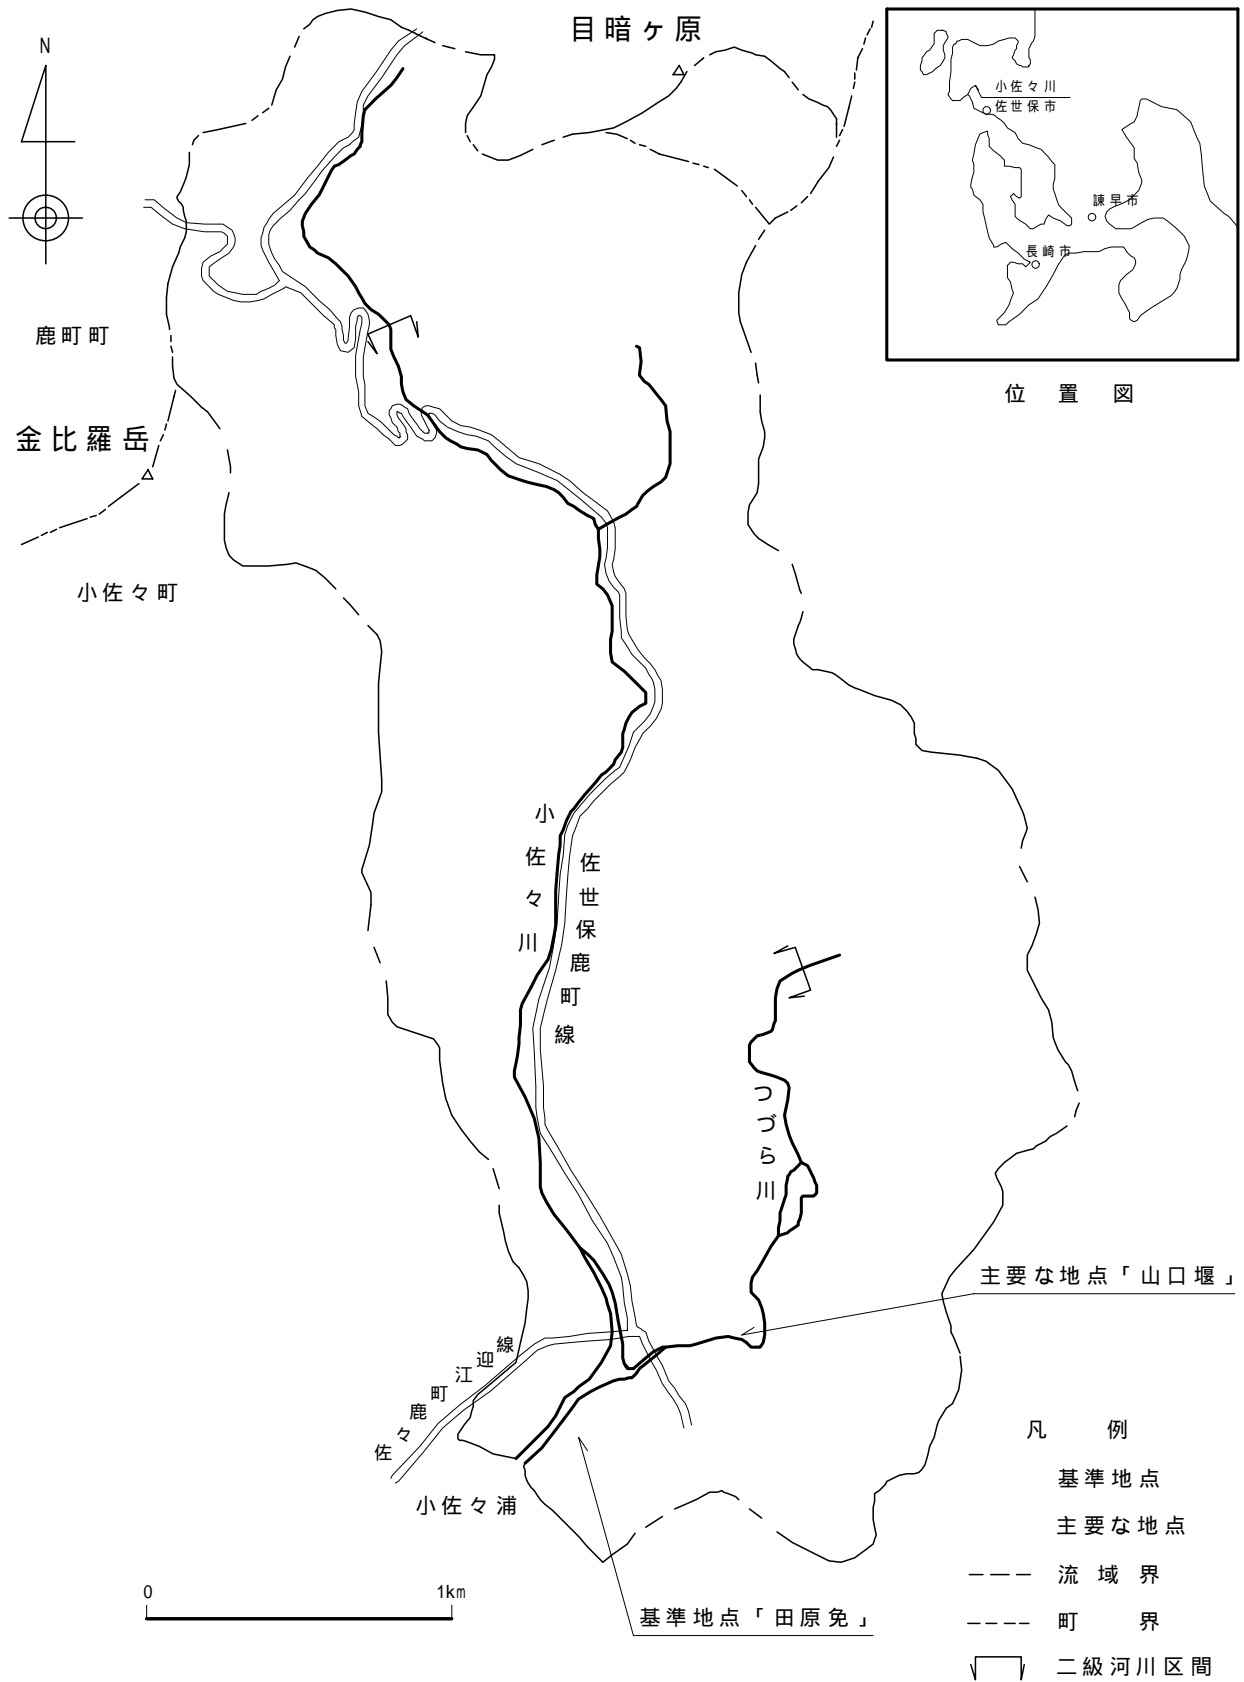 目暗ヶ原
N
小佐々川
佐世保市
諫早市
長崎市
位置図
鹿町町
金比羅岳
小佐々町
小佐々川
佐世保鹿町線
つづら川
主要な地点「山口堰」
佐々鹿町江迎線
小佐々浦
基準地点「田原免」
0 1km
凡例
基準地点
主要な地点
流域界
町界
二級河川区間